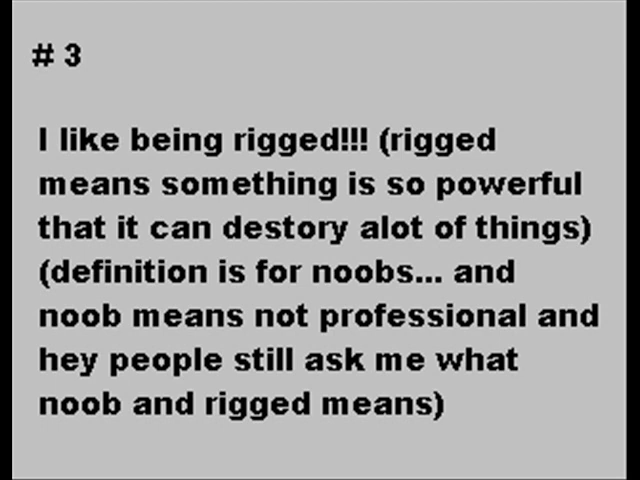 # 3
I like being rigged!!! (rigged
means something is so powerful
that it can destory alot of things)
(definition is for noobs... and
noob means not professional and
hey people still ask me what
noob and rigged means)